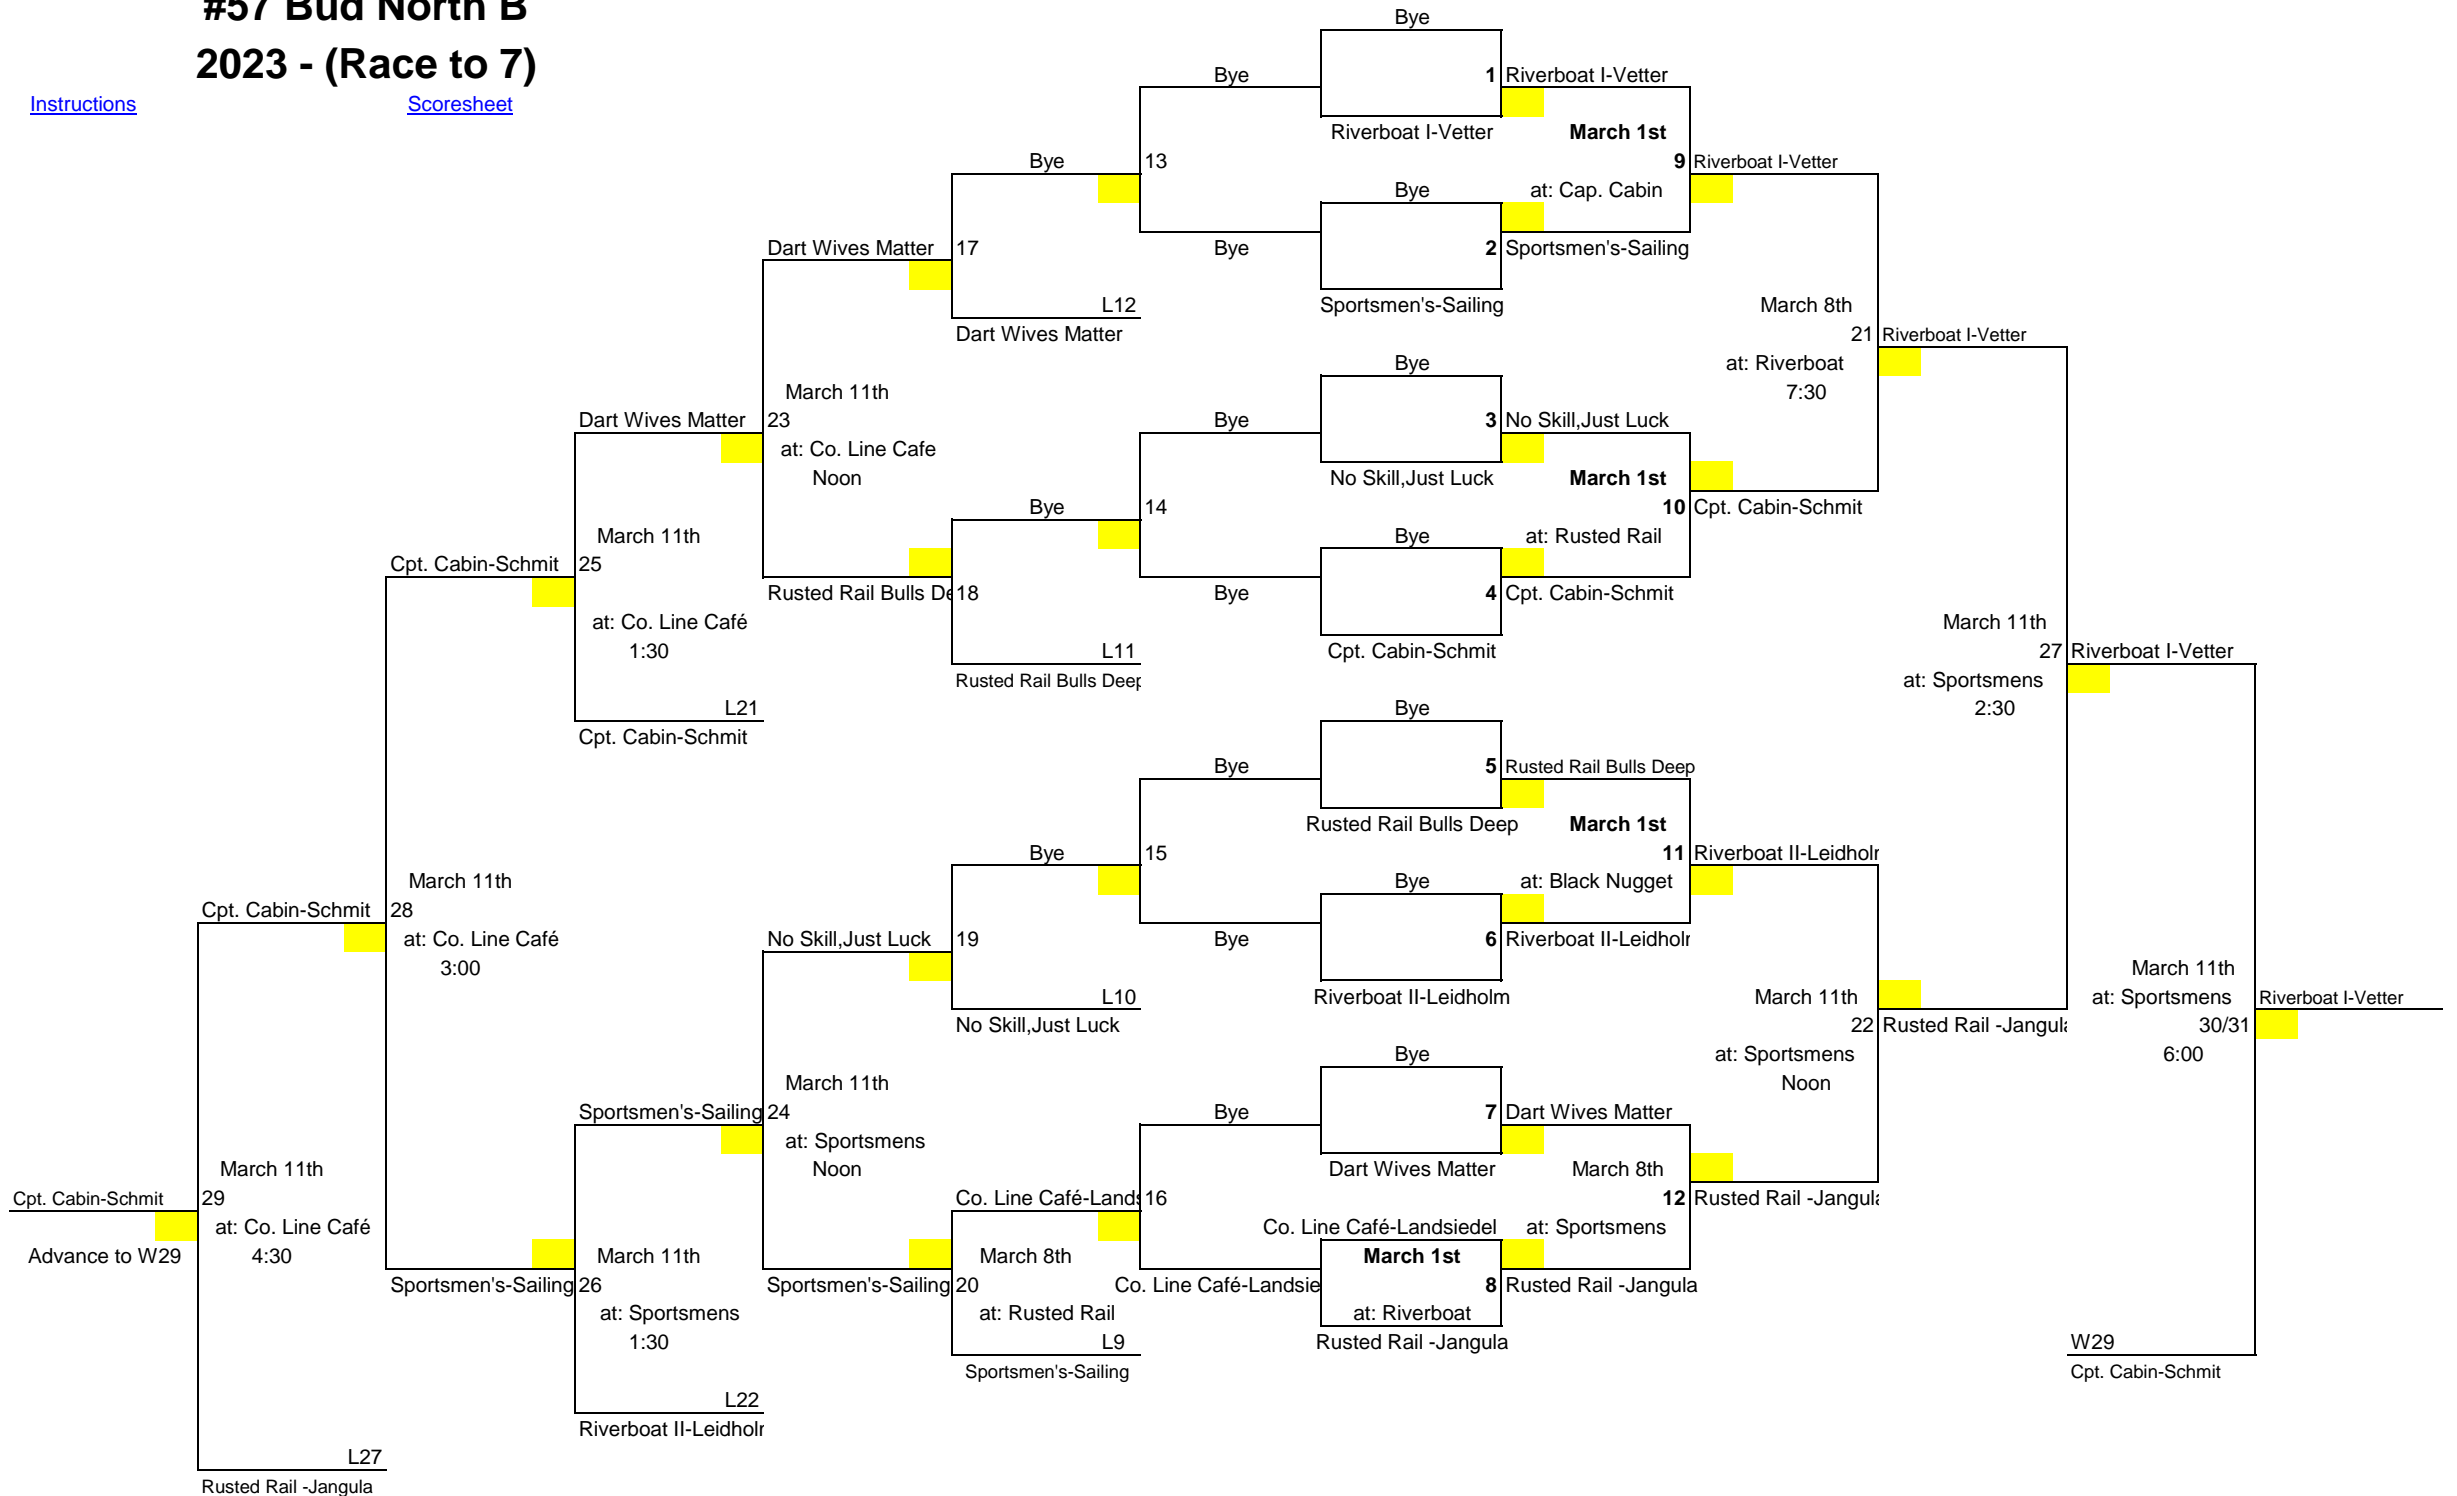 #57 Bud North B
2023 - (Race to 7)
Instructions
Scoresheet
Bye
Bye
1 Riverboat I-Vetter
Riverboat I-Vetter
March 1st
Bye
13
9 Riverboat I-Vetter
Bye
at: Cap. Cabin
Dart Wives Matter
17
Bye
2 Sportsmen's-Sailing
L12
Sportsmen's-Sailing
March 8th
Dart Wives Matter
21 Riverboat I-Vetter
Bye
at: Riverboat
March 11th
7:30
Dart Wives Matter
23
Bye
3 No Skill,Just Luck
at: Co. Line Cafe
Noon
No Skill,Just Luck
March 1st
Bye
14
10 Cpt. Cabin-Schmit
March 11th
Bye
at: Rusted Rail
Cpt. Cabin-Schmit
25
Rusted Rail Bulls De
18
Bye
4 Cpt. Cabin-Schmit
at: Co. Line Café
March 11th
1:30
L11
Cpt. Cabin-Schmit
27 Riverboat I-Vetter
Rusted Rail Bulls Deep
at: Sportsmens
L21
Bye
2:30
Cpt. Cabin-Schmit
Bye
5 Rusted Rail Bulls Deep
Rusted Rail Bulls Deep
March 1st
Bye
15
11 Riverboat II-Leidholm
March 11th
Bye
at: Black Nugget
Cpt. Cabin-Schmit
28
at: Co. Line Café
No Skill,Just Luck
19
Bye
6 Riverboat II-Leidholm
3:00
March 11th
L10
Riverboat II-Leidholm
March 11th
at: Sportsmens
Riverboat I-Vetter
No Skill,Just Luck
22 Rusted Rail -Jangula
30/31
Bye
at: Sportsmens
6:00
March 11th
Noon
Sportsmen's-Sailing
24
Bye
7 Dart Wives Matter
at: Sportsmens
March 11th
Noon
Dart Wives Matter
March 8th
Cpt. Cabin-Schmit
29
Co. Line Café-Lands
16
12 Rusted Rail -Jangula
at: Co. Line Café
Co. Line Café-Landsiedel
at: Sportsmens
Advance to W29
4:30
March 11th
March 8th
March 1st
Sportsmen's-Sailing
26
Sportsmen's-Sailing
20
Co. Line Café-Landsie
8 Rusted Rail -Jangula
at: Sportsmens
at: Rusted Rail
at: Riverboat
1:30
L9
Rusted Rail -Jangula
W29
Sportsmen's-Sailing
Cpt. Cabin-Schmit
L22
Riverboat II-Leidholm
L27
Rusted Rail -Jangula